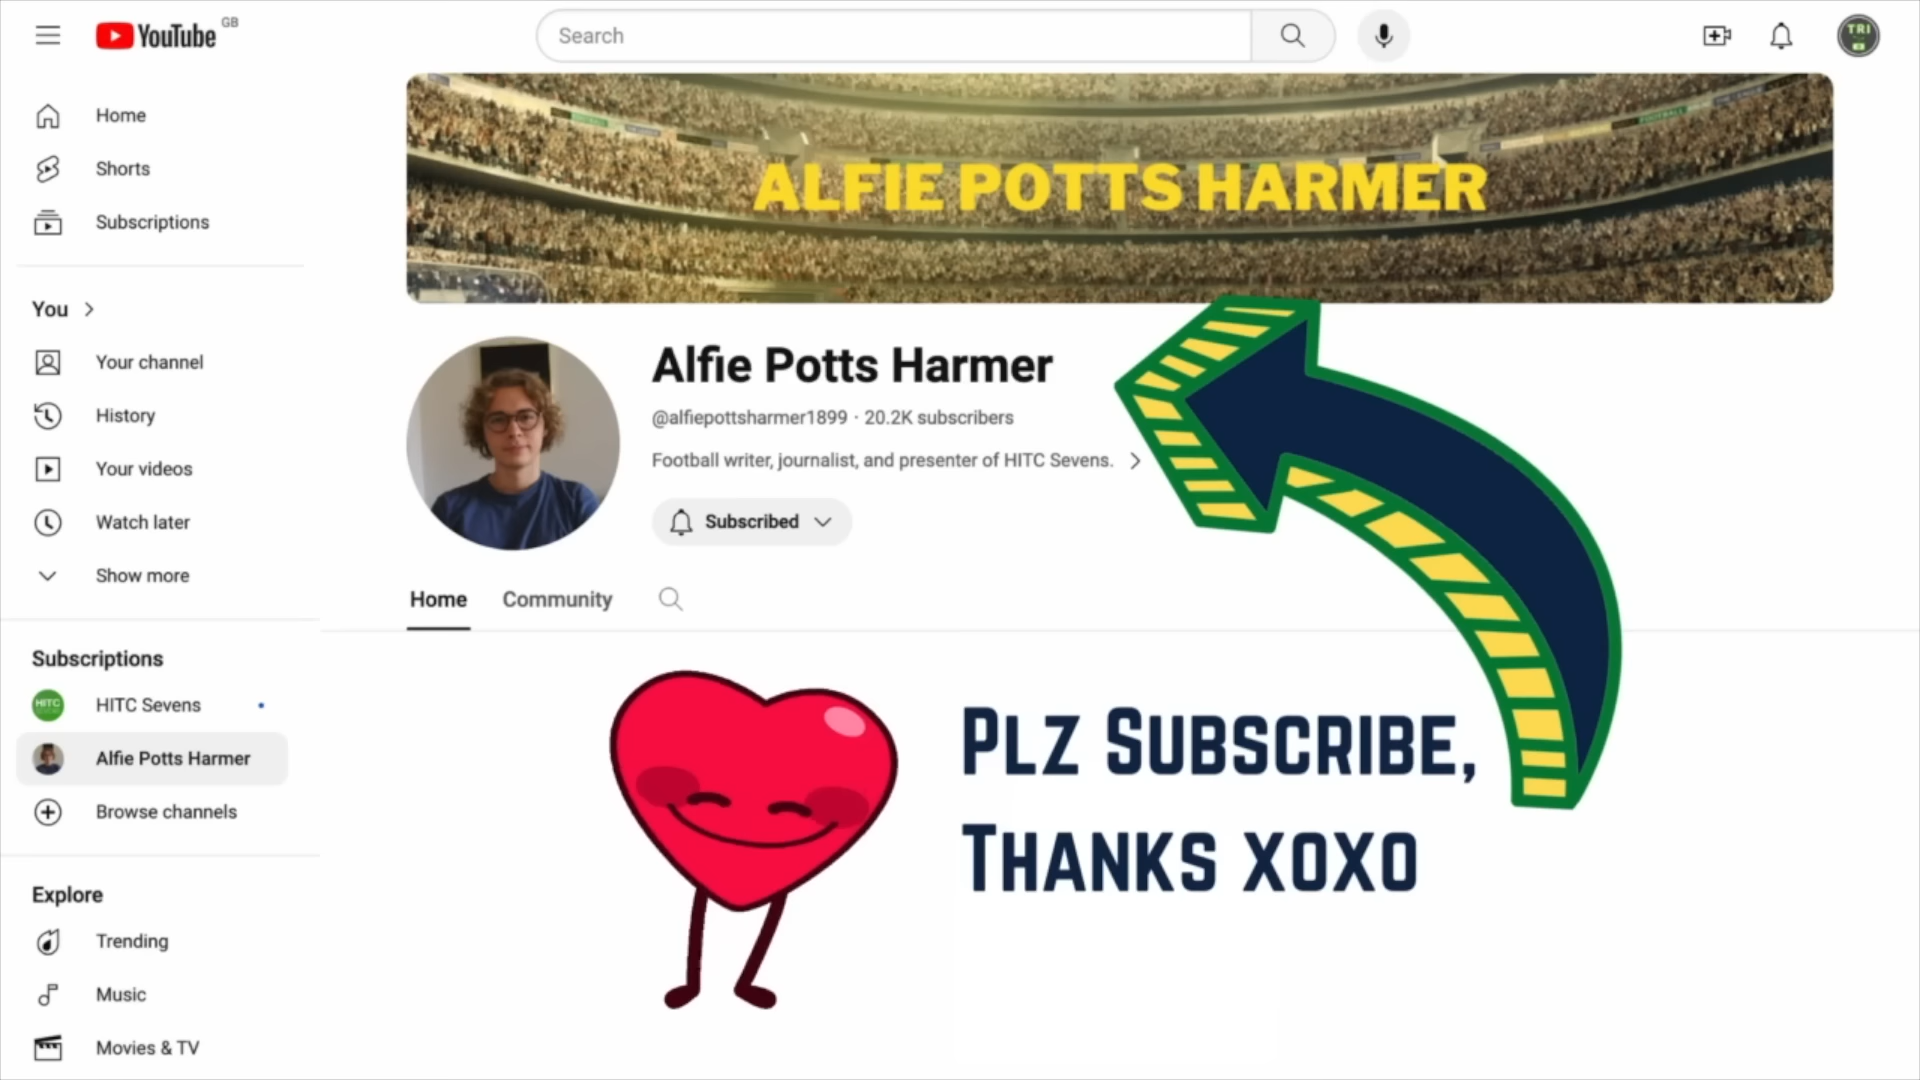 YouTube GB
Search
TRI
Home
Shorts
Subscriptions
You
Your channel
History
Your videos
Watch later
Show more
Subscriptions
HITC Sevens
Alfie Potts Harmer
Browse channels
Explore
Trending
Music
Movies & TV
ALFIE POTTS HARMER
Alfie Potts Harmer
@alfiepottsharmer1899 · 20.2K subscribers
Football writer, journalist, and presenter of HITC Sevens.
Subscribed
Home Community
HITC
Plz Subscribe,
Thanks xoxo